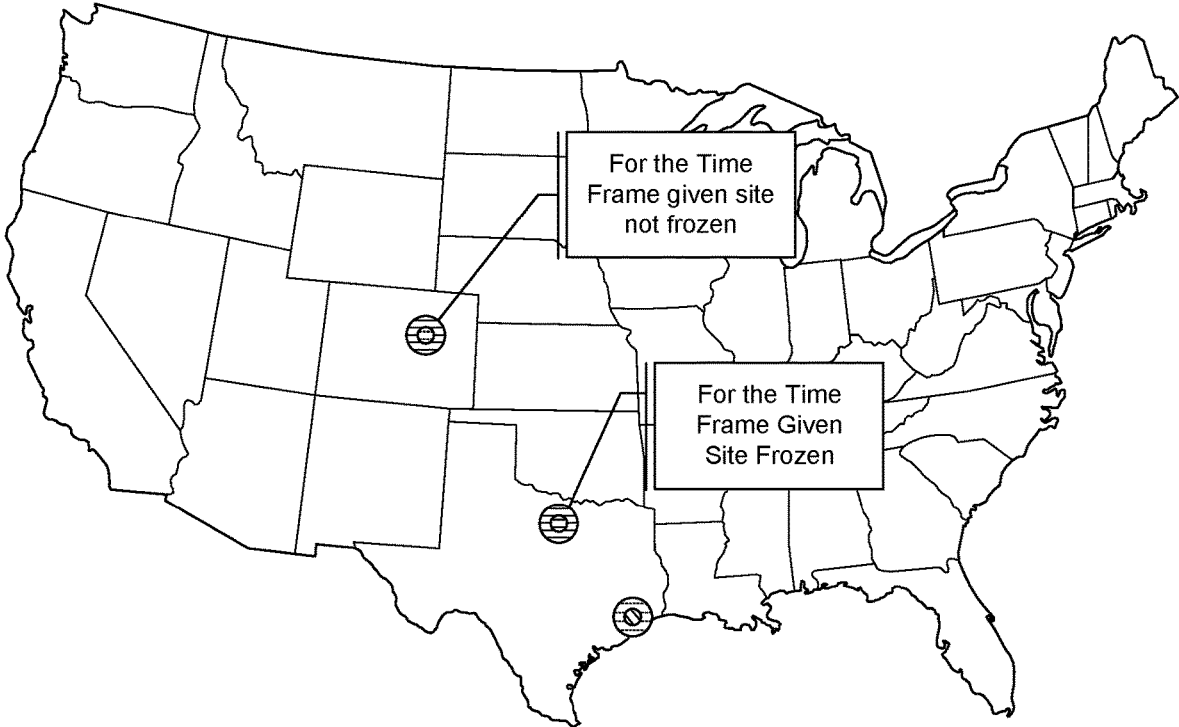 For the Time
Frame given site
not frozen
For the Time
Frame Given
Site Frozen